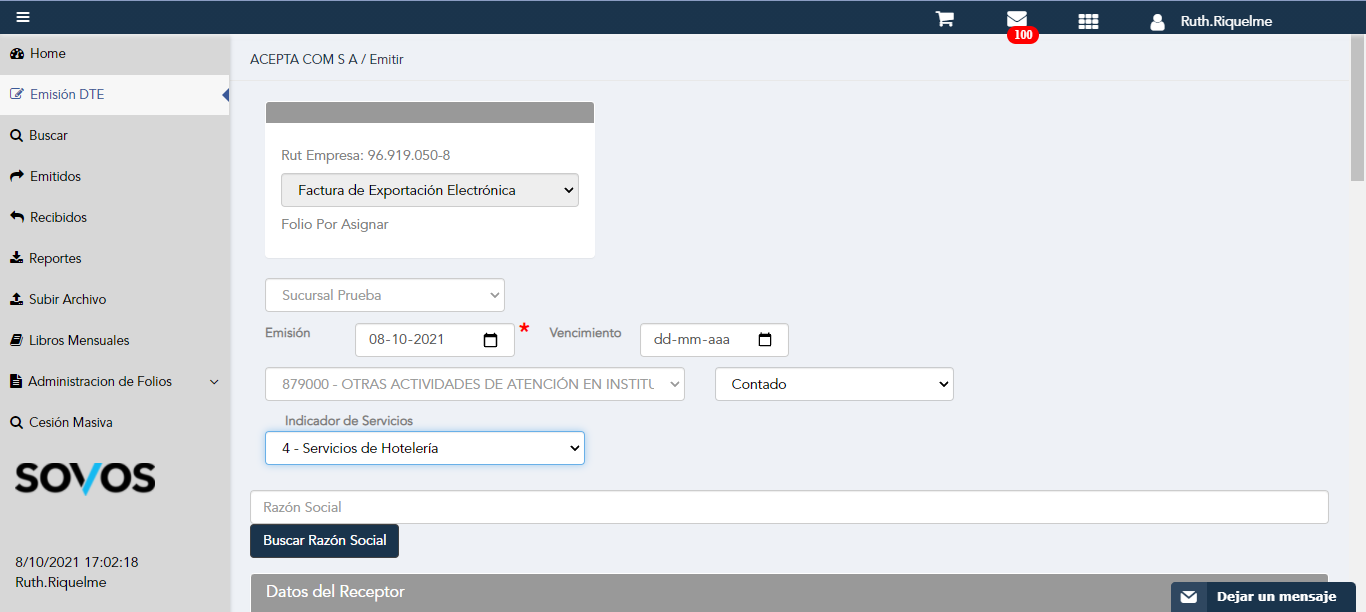 100
Ruth.Riquelme
Home
Emisión DTE
Buscar
Emitidos
Recibidos
Reportes
Subir Archivo
Libros Mensuales
Administracion de Folios
Cesión Masiva
SOVOS
8/10/2021 17:02:18
Ruth.Riquelme
ACEPTA COM S A / Emitir
Rut Empresa: 96.919.050-8
Factura de Exportación Electrónica
Folio Por Asignar
Sucursal Prueba
Emisión 08-10-2021 * Vencimiento dd-mm-aaa
879000 - OTRAS ACTIVIDADES DE ATENCIÓN EN INSTITU Contado
Indicador de Servicios
4 - Servicios de Hotelería
Razón Social
Buscar Razón Social
Datos del Receptor
Dejar un mensaje